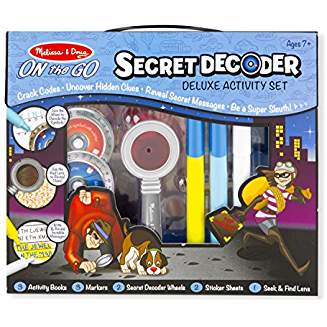 Melissa & Doug
Ages 7+
ON the GO
SECRET DECODER
DELUXE ACTIVITY SET
Crack Codes • Uncover Hidden Clues • Reveal Secret Messages • Be a Super Sleuth!
3 Activity Books
3 Markers
2 Secret Decoder Wheels
2 Sticker Sheets
1 Seek & Find Lens